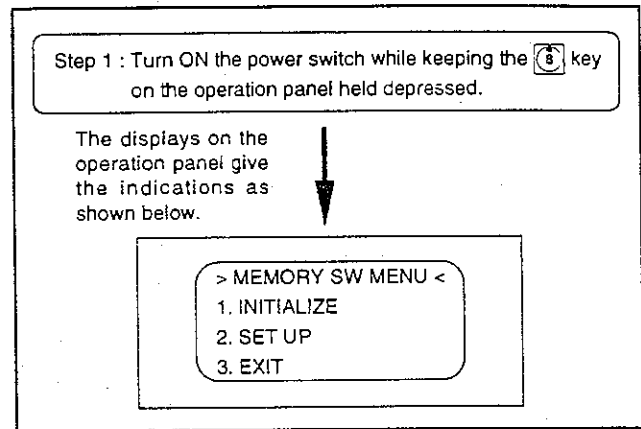 Step 1 : Turn ON the power switch while keeping the 8 key
on the operation panel held depressed.
The displays on the
operation panel give
the indications as
shown below.
> MEMORY SW MENU <
1. INITIALIZE
2. SET UP
3. EXIT